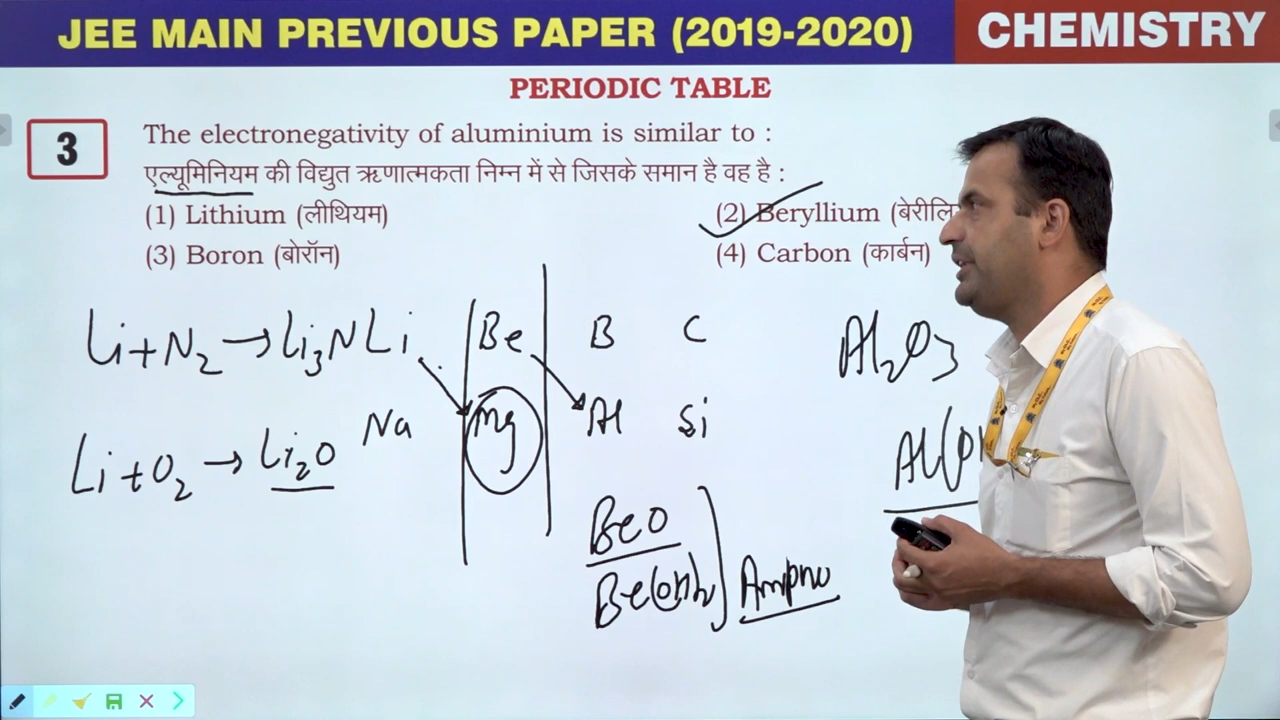 JEE MAIN PREVIOUS PAPER (2019-2020)
CHEMISTRY
PERIODIC TABLE
3
The electronegativity of aluminium is similar to :
एल्यूमिनियम की विद्युत ऋणात्मकता निम्न में से जिसके समान है वह है :
(1) Lithium (लीथियम)
(2) Beryllium
(3) Boron (बोरॉन)
(4) Carbon (कार्बन)
Li+N₂→Li₃N
Li Be B C
Na Mg Al Si
Li+O₂→Li₂O
Al₂O₃
BeO
Be(OH)₂